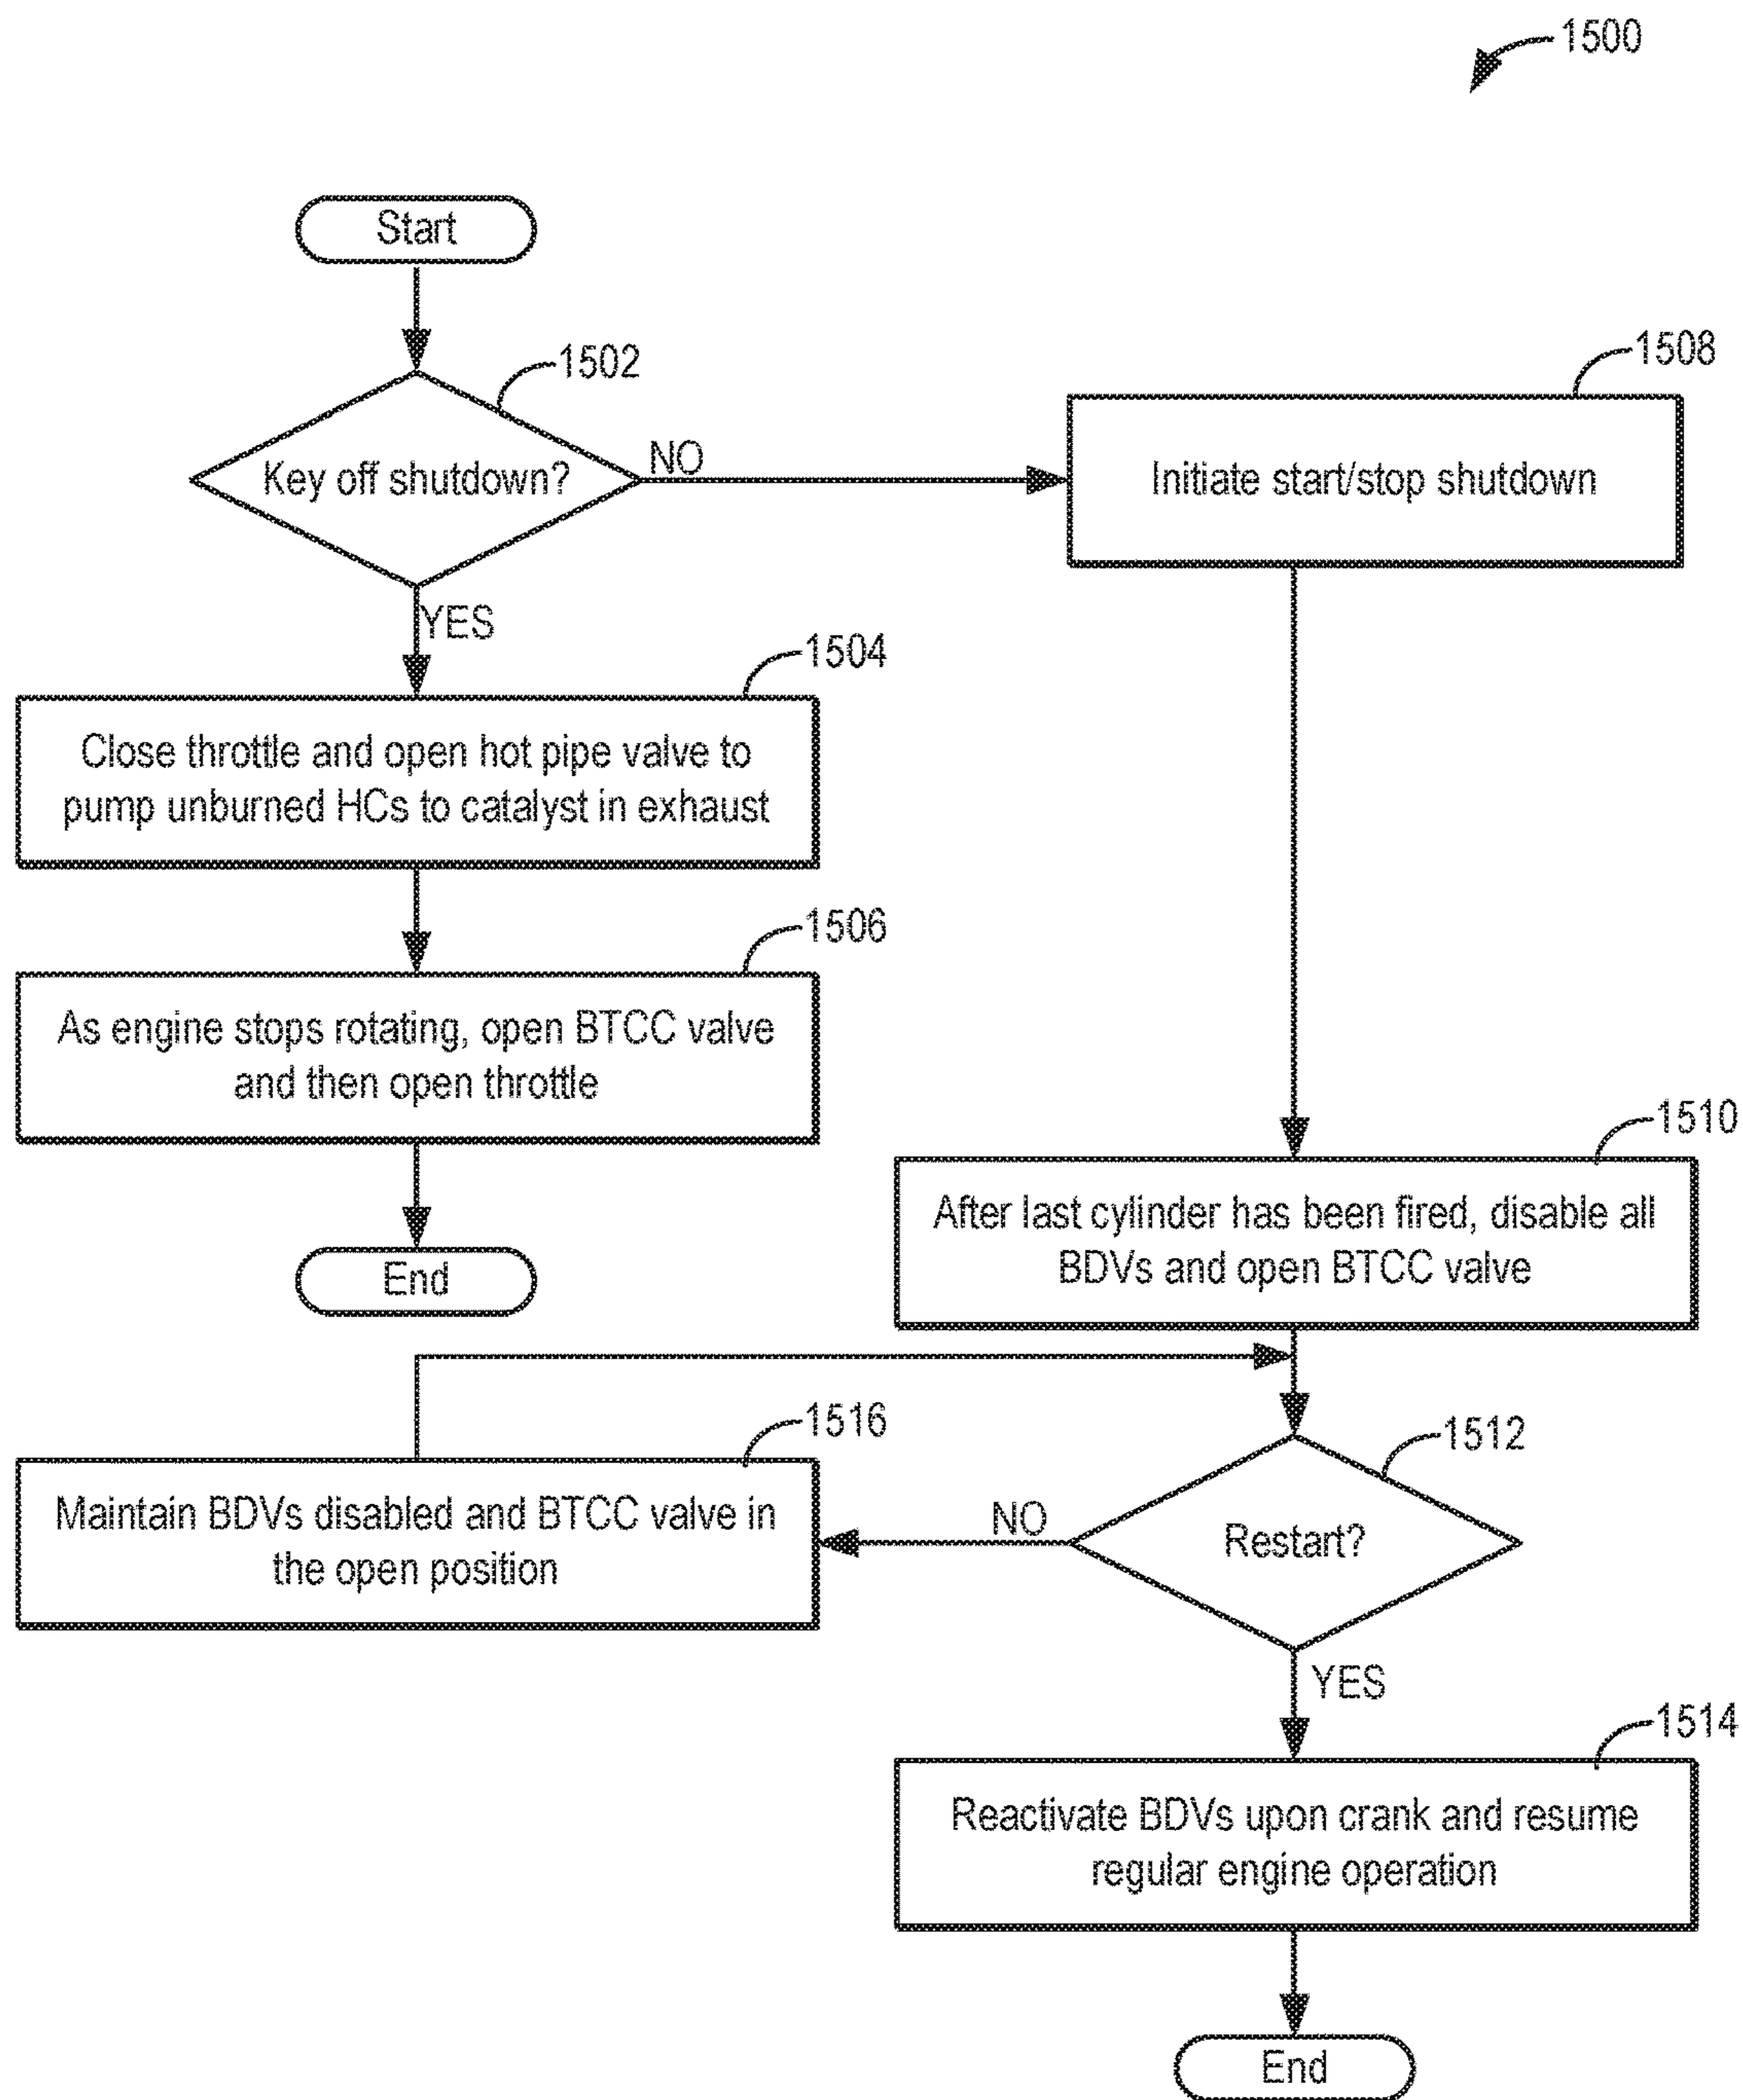 1500
Start
1502
Key off shutdown?
NO
1508
Initiate start/stop shutdown
YES
1504
Close throttle and open hot pipe valve to
pump unburned HCs to catalyst in exhaust
1506
As engine stops rotating, open BTCC valve
and then open throttle
End
1510
After last cylinder has been fired, disable all
BDVs and open BTCC valve
1516
Maintain BDVs disabled and BTCC valve in
the open position
1512
NO
Restart?
YES
1514
Reactivate BDVs upon crank and resume
regular engine operation
End